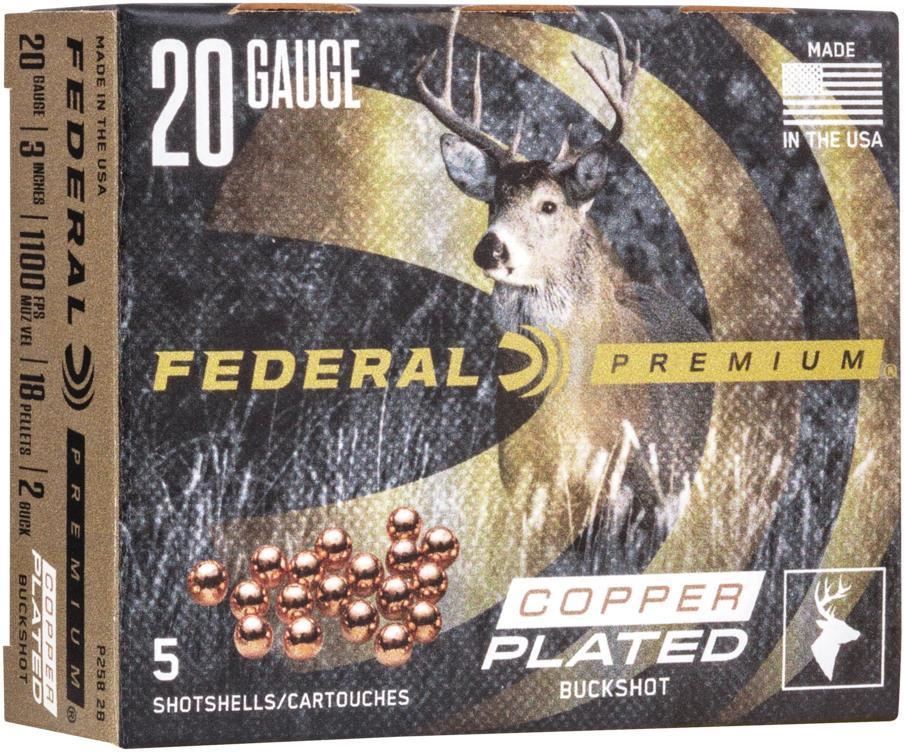 20 GAUGE
MADE
IN THE USA
FEDERAL PREMIUM®
COPPER
PLATED
BUCKSHOT
5
SHOTSHELLS/CARTOUCHES
MADE IN THE USA
P258 2B
FEDERAL PREMIUM®
20 GAUGE | 3 INCHES | 1100 FPS MUZ VEL | 18 PELLETS | 2 BUCK
COPPER
PLATED
BUCKSHOT